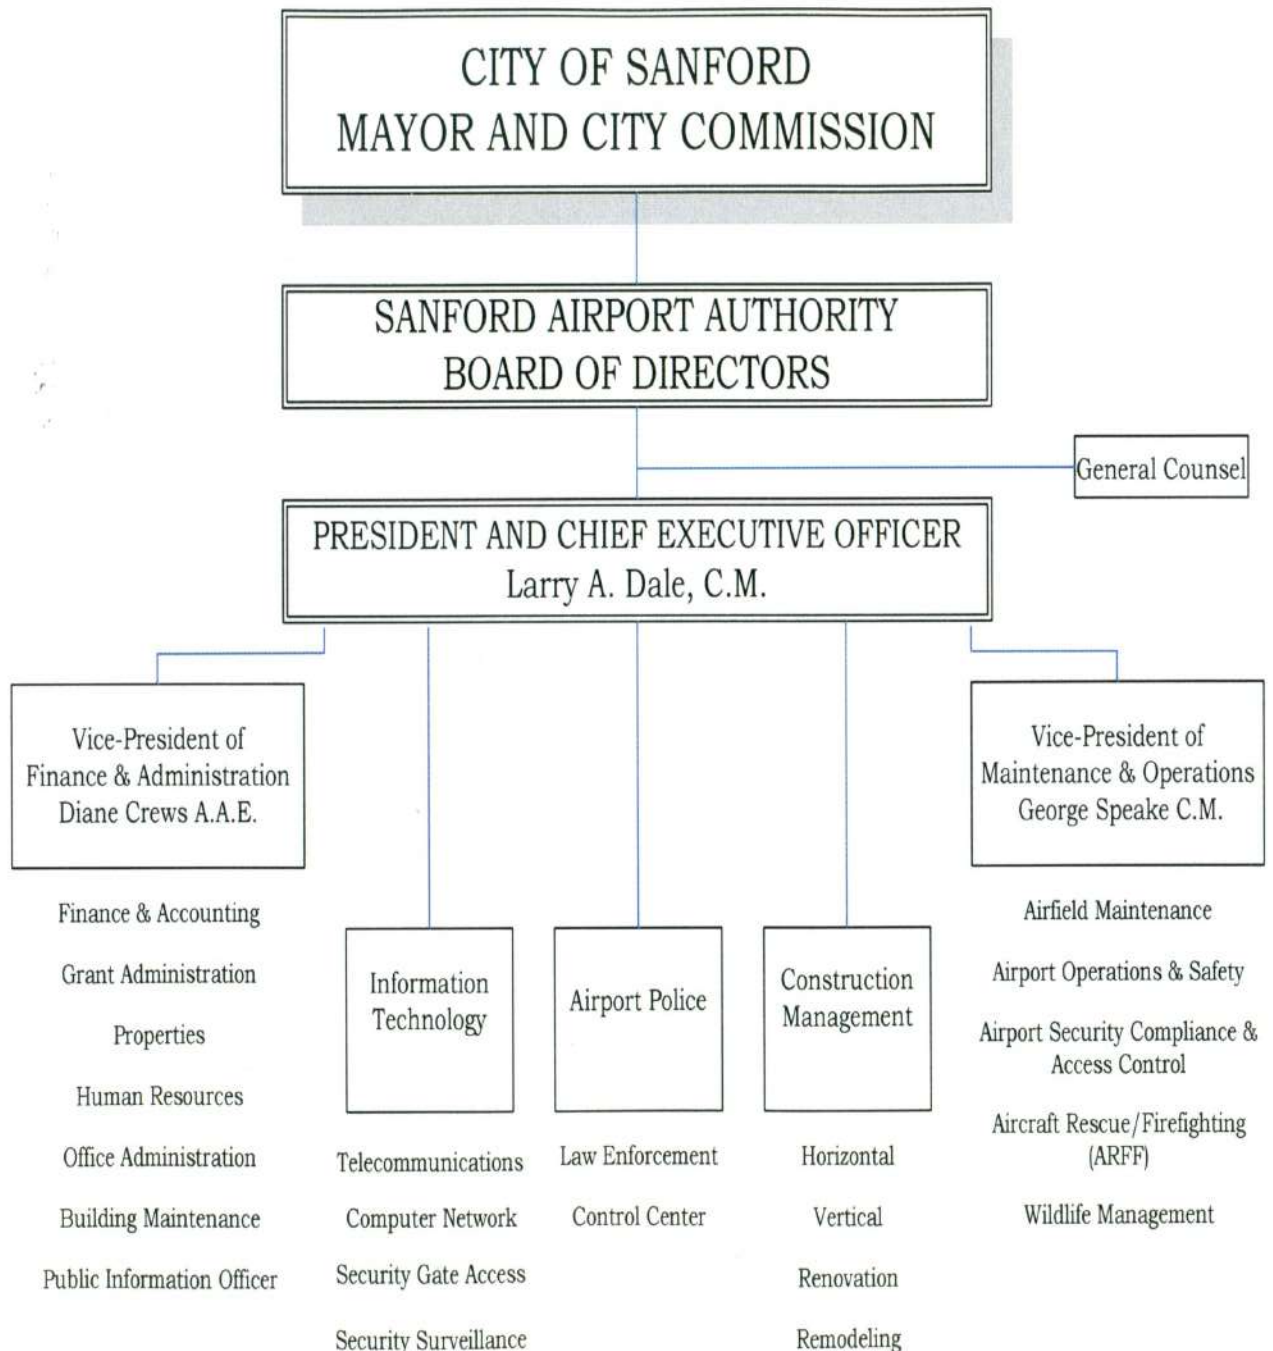 CITY OF SANFORD
MAYOR AND CITY COMMISSION
SANFORD AIRPORT AUTHORITY
BOARD OF DIRECTORS
General Counsel
PRESIDENT AND CHIEF EXECUTIVE OFFICER
Larry A. Dale, C.M.
Vice-President of
Finance & Administration
Diane Crews A.A.E.
Finance & Accounting
Grant Administration
Properties
Human Resources
Office Administration
Building Maintenance
Public Information Officer
Information
Technology
Telecommunications
Computer Network
Security Gate Access
Security Surveillance
Airport Police
Law Enforcement
Control Center
Construction
Management
Horizontal
Vertical
Renovation
Remodeling
Vice-President of
Maintenance & Operations
George Speake C.M.
Airfield Maintenance
Airport Operations & Safety
Airport Security Compliance &
Access Control
Aircraft Rescue/Firefighting
(ARFF)
Wildlife Management